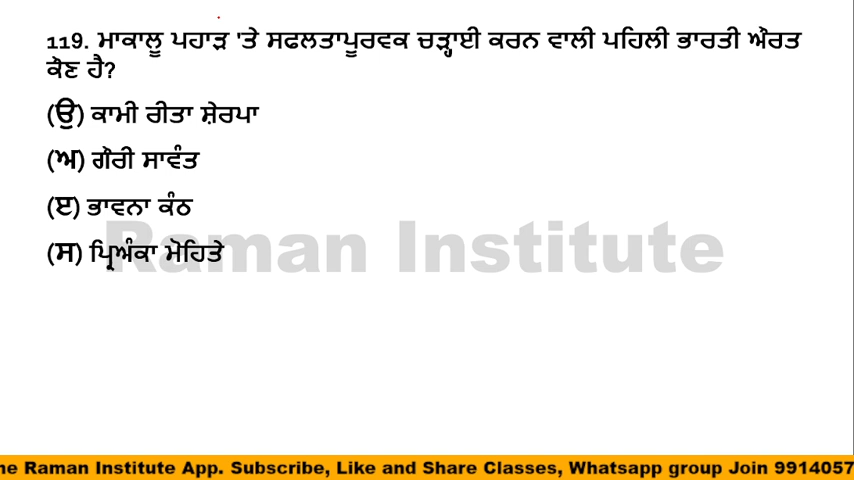 119. ਮਾਕਾਲੂ ਪਹਾੜ 'ਤੇ ਸਫਲਤਾਪੂਰਵਕ ਚੜ੍ਹਾਈ ਕਰਨ ਵਾਲੀ ਪਹਿਲੀ ਭਾਰਤੀ ਔਰਤ
ਕੌਣ ਹੈ?
(ੳ) ਕਾਮੀ ਰੀਤਾ ਸ਼ੇਰਪਾ
(ਅ) ਗੌਰੀ ਸਾਵੰਤ
(ੲ) ਭਾਵਨਾ ਕੰਠ
(ਸ) ਪ੍ਰਿਅੰਕਾ ਮੋਹਿਤੇ
Raman Institute
he Raman Institute App. Subscribe, Like and Share Classes, Whatsapp group Join 9914057